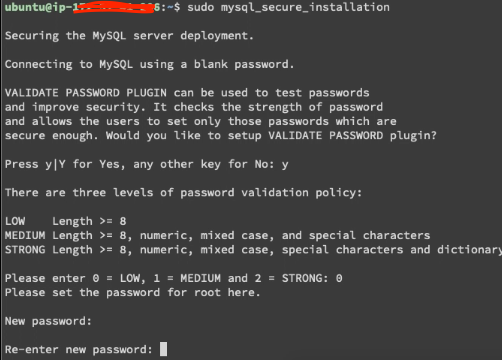 ubuntu@ip-17 6:~$ sudo mysql_secure_installation
Securing the MySQL server deployment.
Connecting to MySQL using a blank password.
VALIDATE PASSWORD PLUGIN can be used to test passwords
and improve security. It checks the strength of password
and allows the users to set only those passwords which are
secure enough. Would you like to setup VALIDATE PASSWORD plugin?
Press y|Y for Yes, any other key for No: y
There are three levels of password validation policy:
LOW    Length >= 8
MEDIUM Length >= 8, numeric, mixed case, and special characters
STRONG Length >= 8, numeric, mixed case, special characters and dictionary
Please enter 0 = LOW, 1 = MEDIUM and 2 = STRONG: 0
Please set the password for root here.
New password:
Re-enter new password: